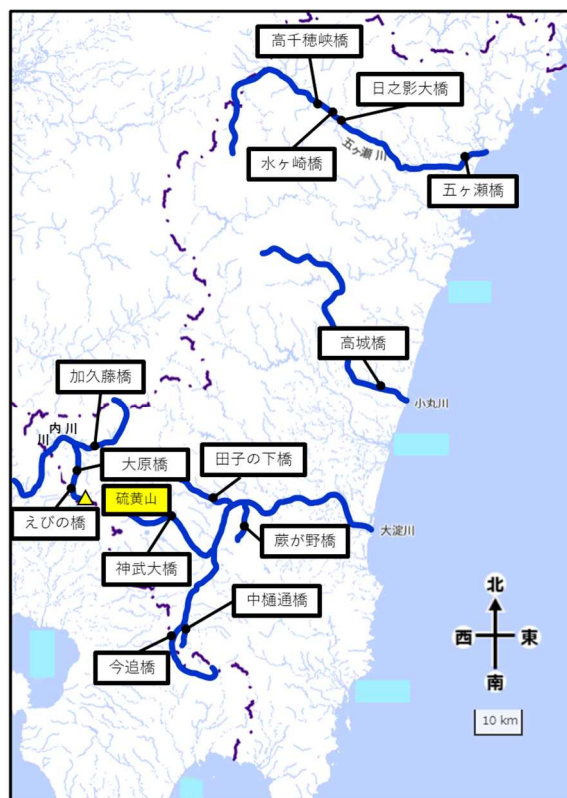 高千穂峡橋
日之影大橋
水ヶ崎橋
五ヶ瀬川
五ヶ瀬橋
高城橋
小丸川
加久藤橋
川内川
大原橋
田子の下橋
硫黄山
えびの橋
神武大橋
蕨が野橋
大淀川
中樋通橋
今追橋
北
西
東
南
10 km